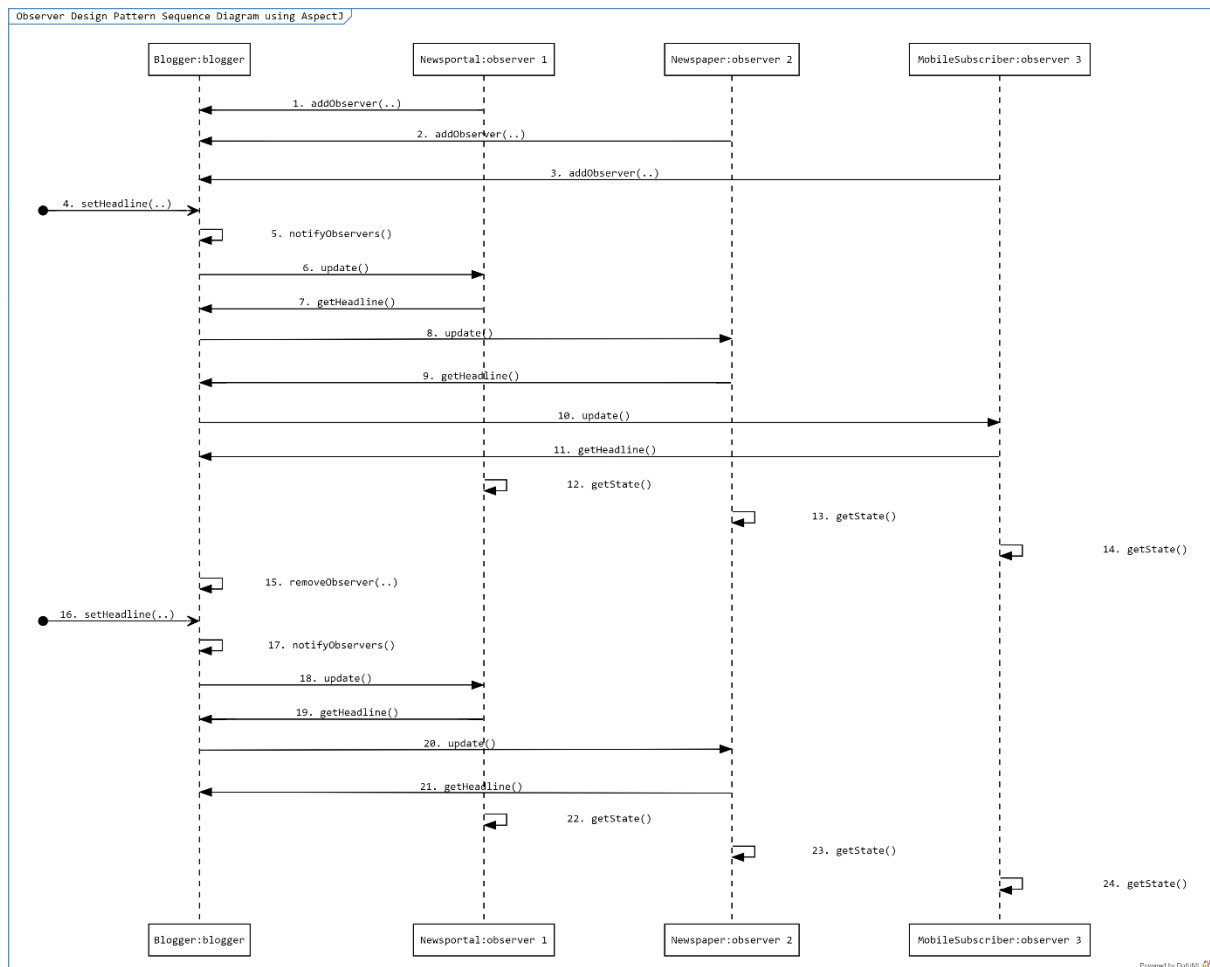 Observer Design Pattern Sequence Diagram using AspectJ
Blogger:blogger
Newsportal:observer 1
Newspaper:observer 2
MobileSubscriber:observer 3
1. addObserver(..)
2. addObserver(..)
3. addObserver(..)
4. setHeadline(..)
5. notifyObservers()
6. update()
7. getHeadline()
8. update()
9. getHeadline()
10. update()
11. getHeadline()
12. getState()
13. getState()
14. getState()
15. removeObserver(..)
16. setHeadline(..)
17. notifyObservers()
18. update()
19. getHeadline()
20. update()
21. getHeadline()
22. getState()
23. getState()
24. getState()
Blogger:blogger
Newsportal:observer 1
Newspaper:observer 2
MobileSubscriber:observer 3
Powered by